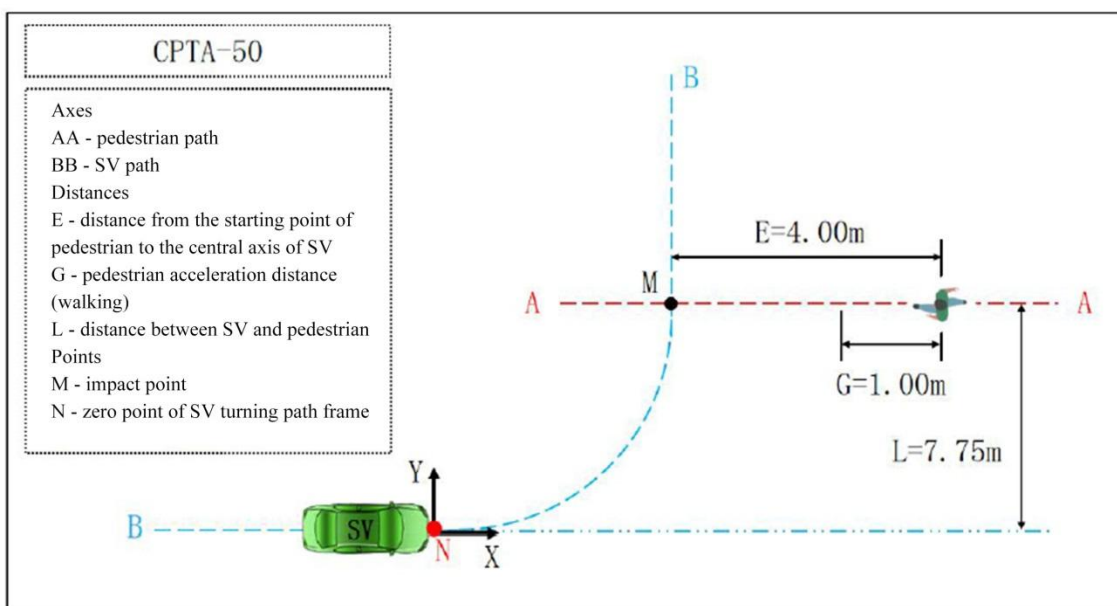 CPTA-50
Axes
AA - pedestrian path
BB - SV path
Distances
E - distance from the starting point of
pedestrian to the central axis of SV
G - pedestrian acceleration distance
(walking)
L - distance between SV and pedestrian
Points
M - impact point
N - zero point of SV turning path frame
B
E=4.00m
M
A
A
G=1.00m
L=7.75m
Y
B
SV
N
X